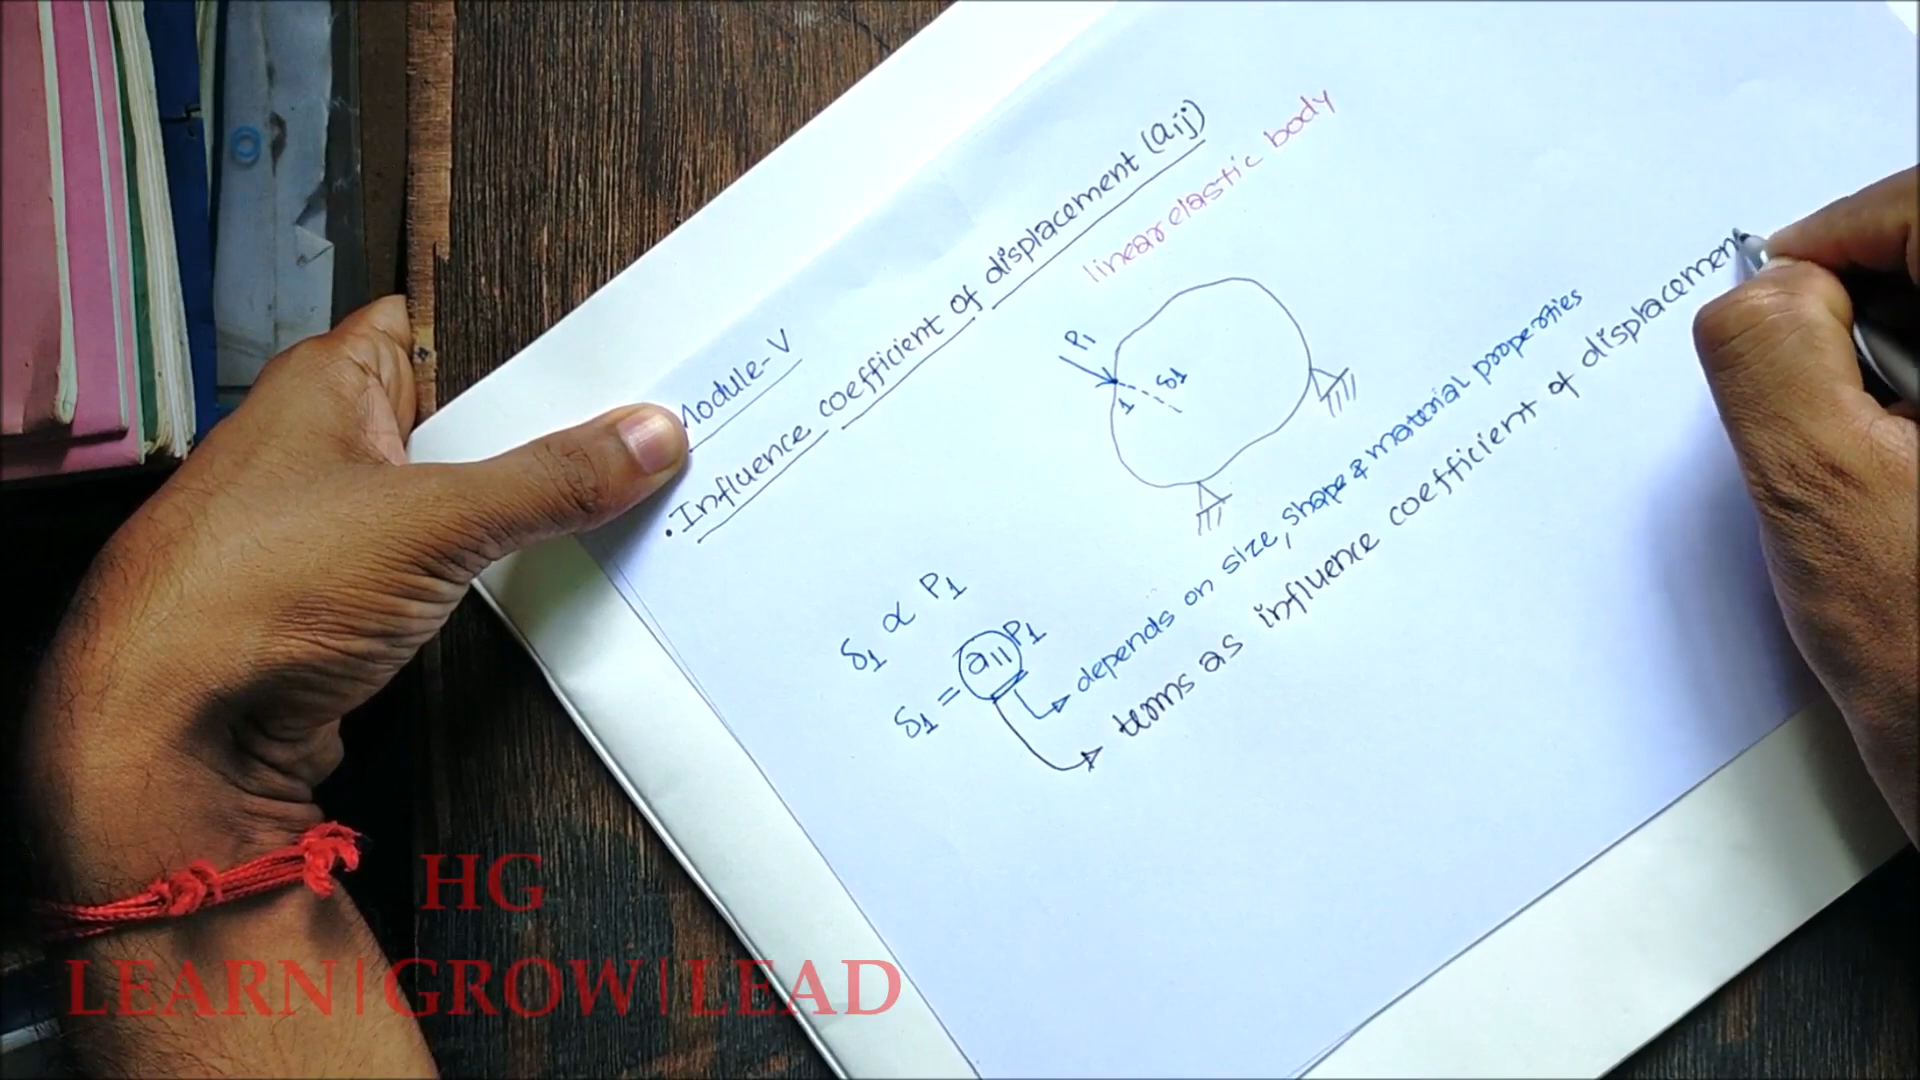 Module-V
• Influence coefficient of displacement (aij)
linear elastic body
P1
1
δ1
δ1 ∝ P1
δ1 = a11 P1
depends on size, shape & material properties
terms as influence coefficient of displacement
HG
LEARN|GROW|LEAD